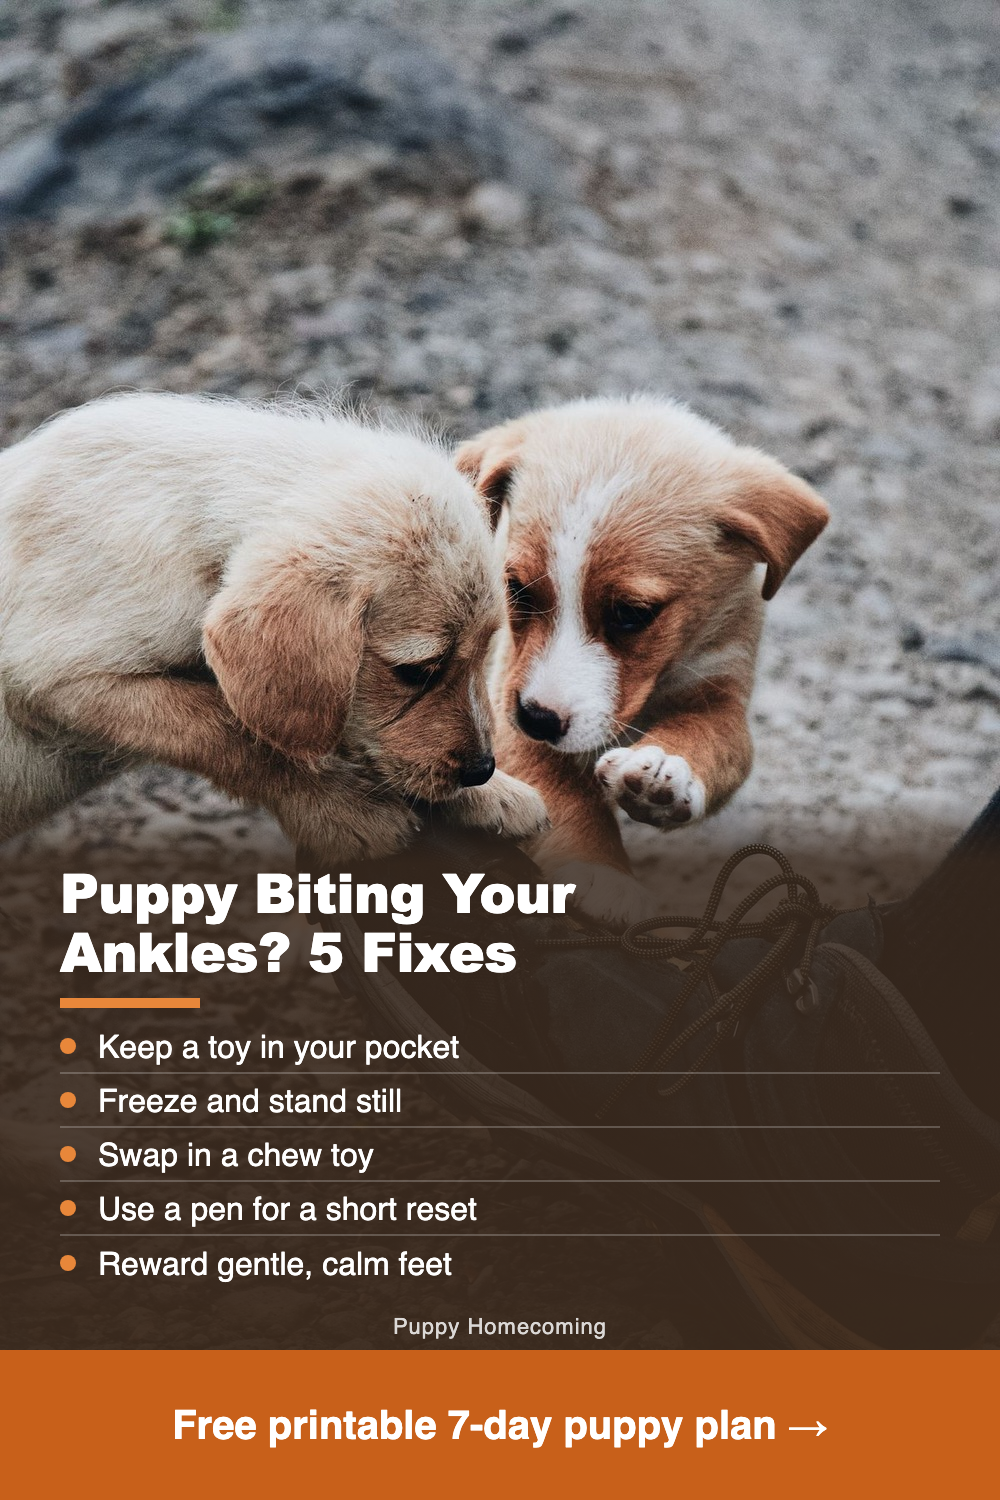 Puppy Biting Your
Ankles? 5 Fixes
Keep a toy in your pocket
Freeze and stand still
Swap in a chew toy
Use a pen for a short reset
Reward gentle, calm feet
Puppy Homecoming
Free printable 7-day puppy plan →